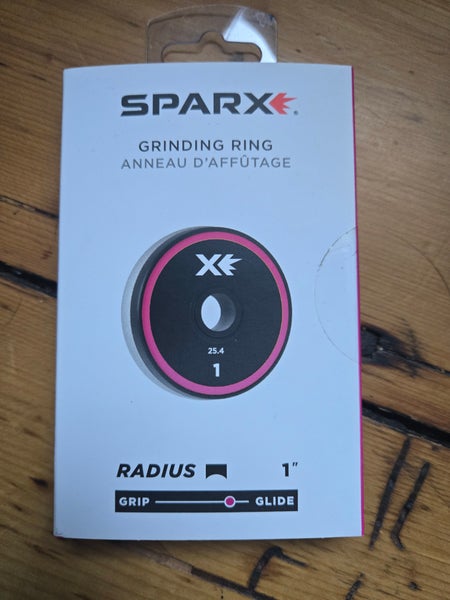 SPARX
GRINDING RING
ANNEAU D'AFFÛTAGE
X
25.4
1
RADIUS 1"
GRIP GLIDE